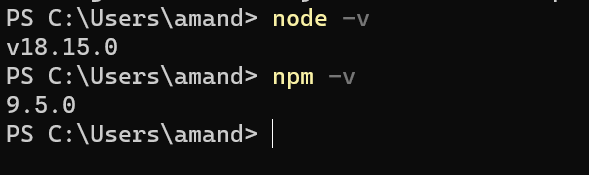 PS C:\Users\amand> node -v
v18.15.0
PS C:\Users\amand> npm -v
9.5.0
PS C:\Users\amand>